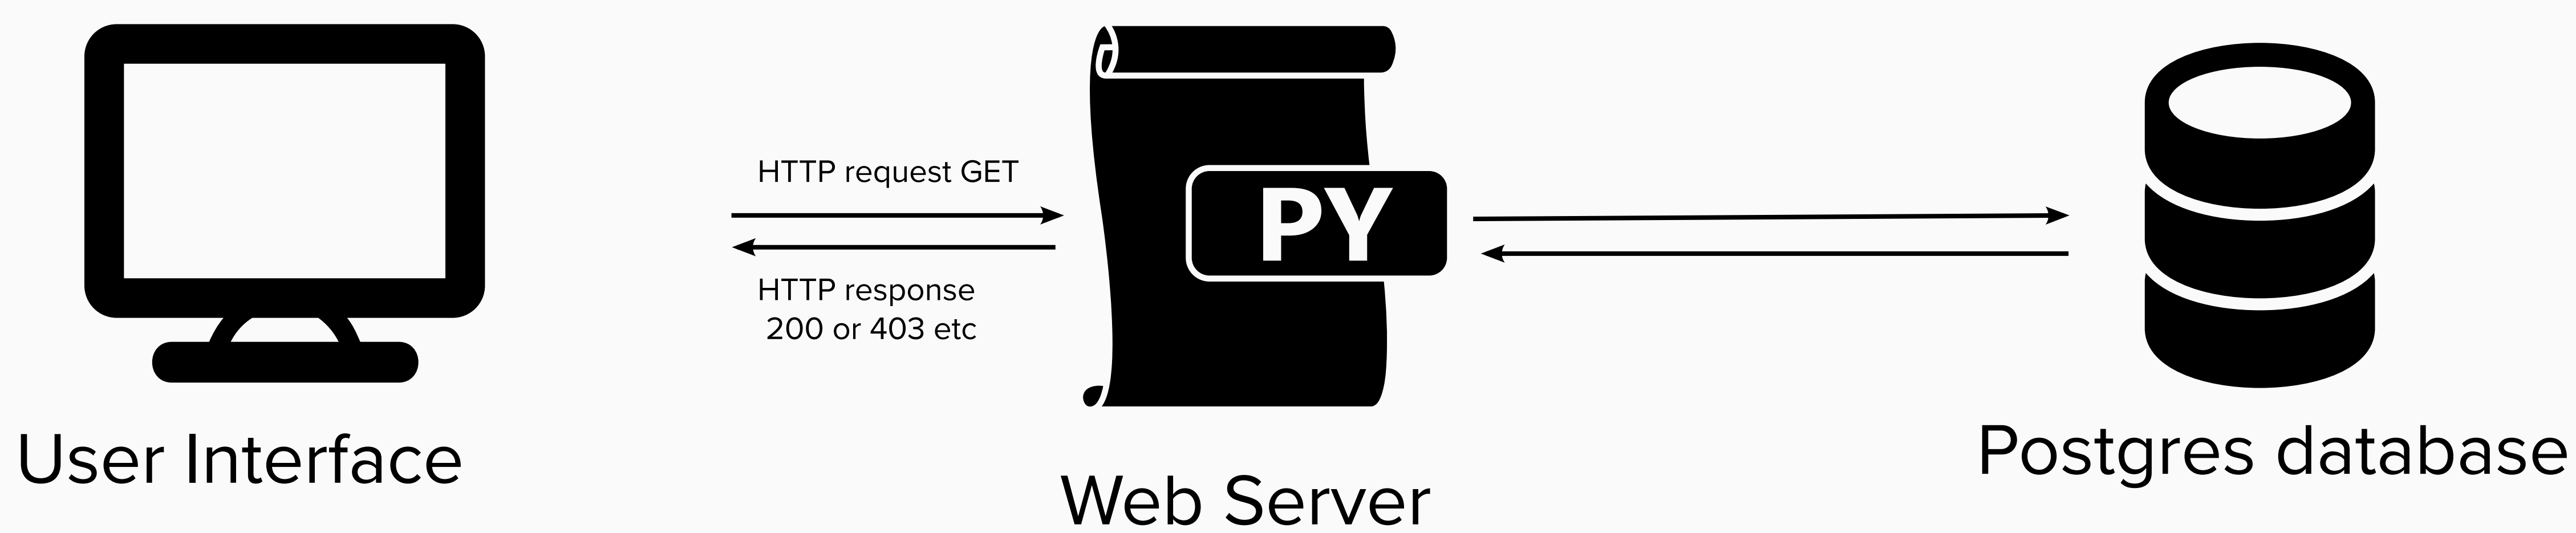 HTTP request GET
HTTP response
200 or 403 etc
PY
User Interface
Web Server
Postgres database